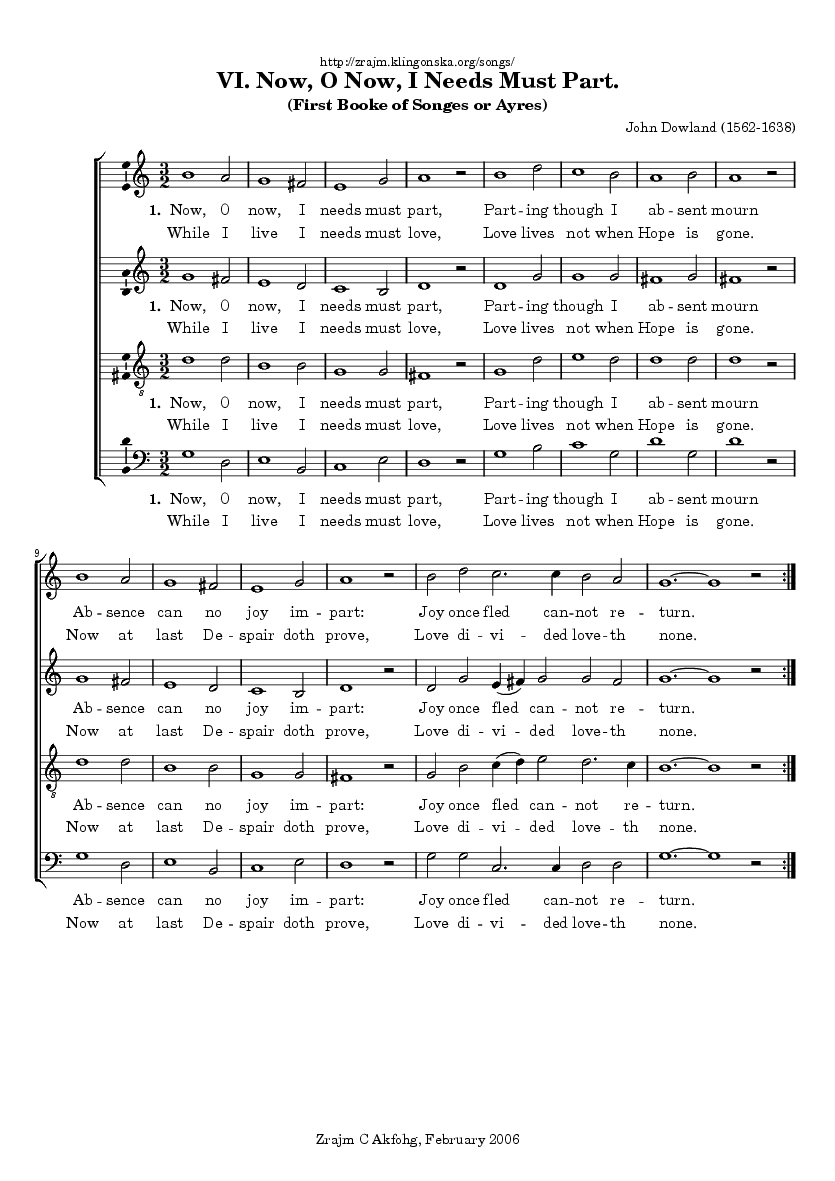 http://zrajm.klingonska.org/songs/
VI. Now, O Now, I Needs Must Part.
(First Booke of Songes or Ayres)
John Dowland (1562-1638)
1. Now, O now, I needs must part, Part - ing though I ab - sent mourn
While I live I needs must love, Love lives not when Hope is gone.
1. Now, O now, I needs must part, Part - ing though I ab - sent mourn
While I live I needs must love, Love lives not when Hope is gone.
1. Now, O now, I needs must part, Part - ing though I ab - sent mourn
While I live I needs must love, Love lives not when Hope is gone.
1. Now, O now, I needs must part, Part - ing though I ab - sent mourn
While I live I needs must love, Love lives not when Hope is gone.
9
Ab - sence can no joy im - part: Joy once fled can - not re - turn.
Now at last De - spair doth prove, Love di - vi - ded love - th none.
Ab - sence can no joy im - part: Joy once fled can - not re - turn.
Now at last De - spair doth prove, Love di - vi - ded love - th none.
Ab - sence can no joy im - part: Joy once fled can - not re - turn.
Now at last De - spair doth prove, Love di - vi - ded love - th none.
Ab - sence can no joy im - part: Joy once fled can - not re - turn.
Now at last De - spair doth prove, Love di - vi - ded love - th none.
Zrajm C Akfohg, February 2006